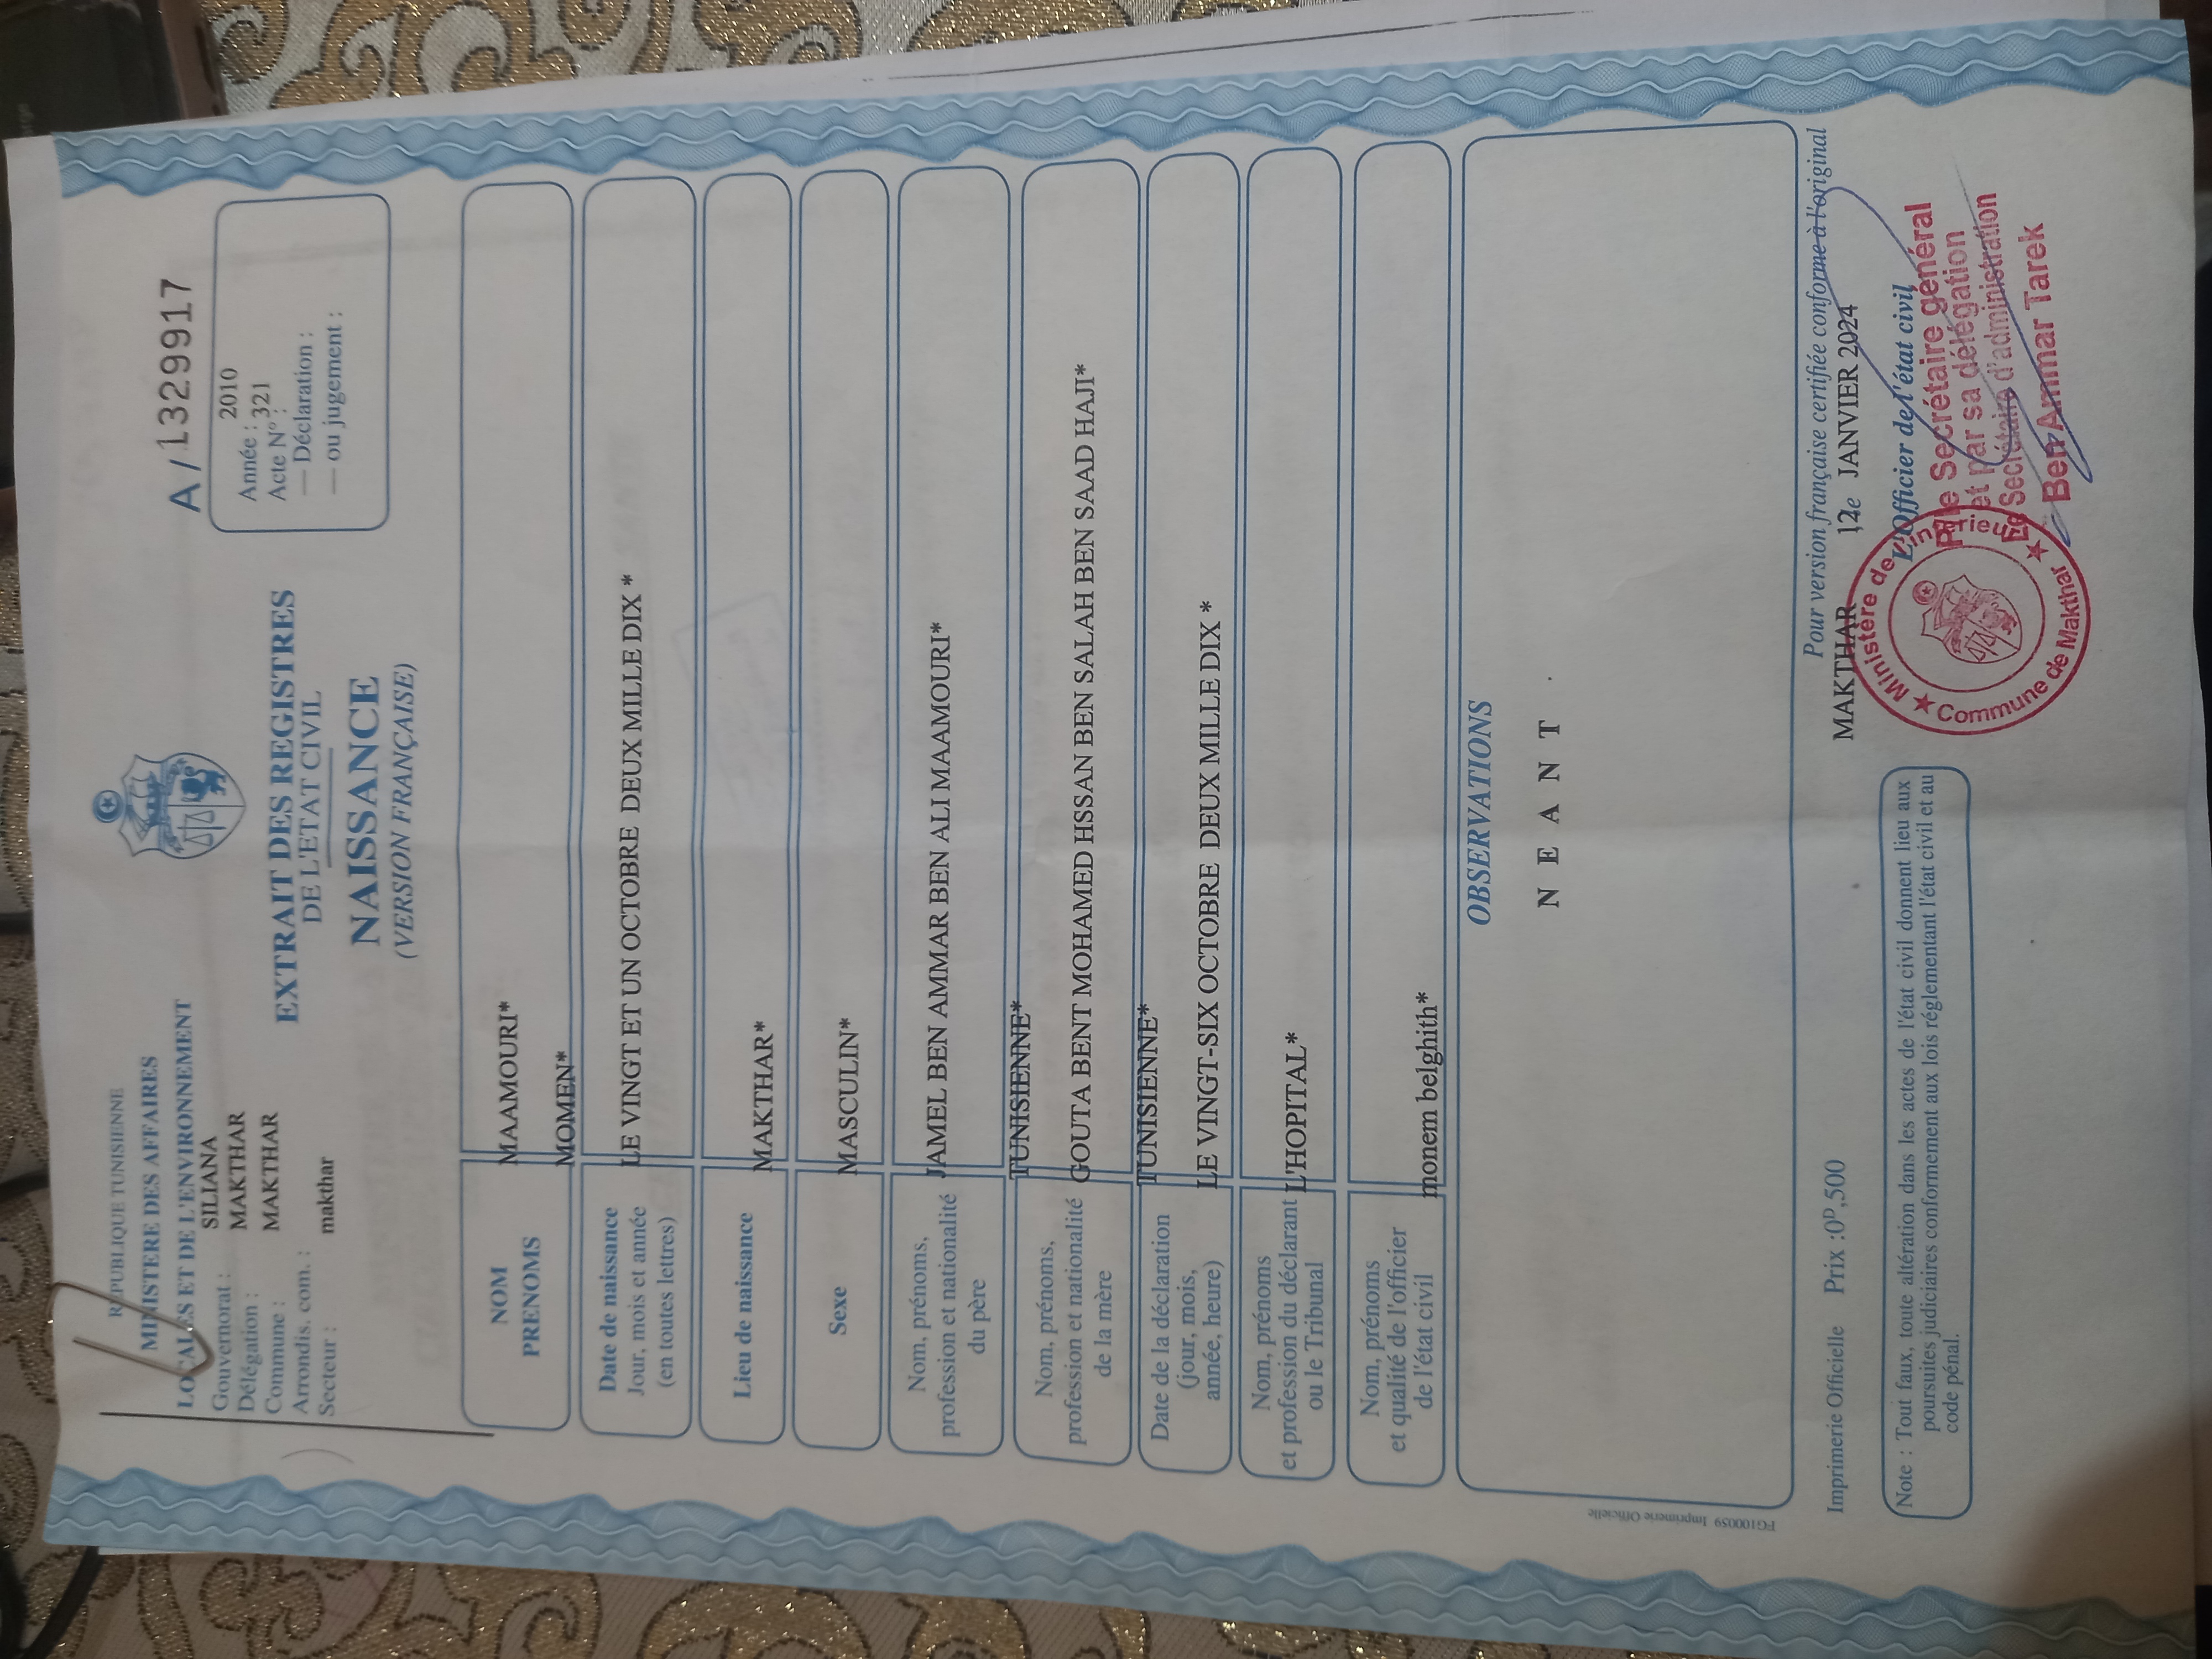 REPUBLIQUE TUNISIENNE
MINISTERE DES AFFAIRES
LOCALES ET DE L'ENVIRONNEMENT
Gouvernorat : SILIANA
Délégation : MAKTHAR
Commune : MAKTHAR
Arrondis. com. :
Secteur : makthar
A/1329917
Année : 2010
Acte N° : 321
— Déclaration :
— ou jugement :
EXTRAIT DES REGISTRES
DE L'ETAT CIVIL
NAISSANCE
(VERSION FRANÇAISE)
NOM MAAMOURI*
PRENOMS MOMEN*
Date de naissance
Jour, mois et année
(en toutes lettres)
LE VINGT ET UN OCTOBRE DEUX MILLE DIX *
Lieu de naissance MAKTHAR*
Sexe MASCULIN*
Nom, prénoms,
profession et nationalité
du père
JAMEL BEN AMMAR BEN ALI MAAMOURI*
TUNISIENNE*
Nom, prénoms,
profession et nationalité
de la mère
GOUTA BENT MOHAMED HSSAN BEN SALAH BEN SAAD HAJI*
TUNISIENNE*
Date de la déclaration
(jour, mois,
année, heure)
LE VINGT-SIX OCTOBRE DEUX MILLE DIX *
Nom, prénoms
et profession du déclarant
ou le Tribunal
L'HOPITAL*
Nom, prénoms
et qualité de l'officier
de l'état civil
monem belghith*
OBSERVATIONS
N E A N T
FG100059 Imprimerie Officielle
Imprimerie Officielle Prix :0D,500
Note : Tout faux, toute altération dans les actes de l'état civil donnent lieu aux
poursuites judiciaires conformement aux lois réglementant l'état civil et au
code pénal.
Pour version française certifiée conforme à l'original
MAKTHAR 12e JANVIER 2024
L'Officier de l'état civil
P/le Secrétaire général
et par sa délégation
Le Secrétaire d'administration
Ben Ammar Tarek
Ministère de l'intérieur
Commune de Makthar